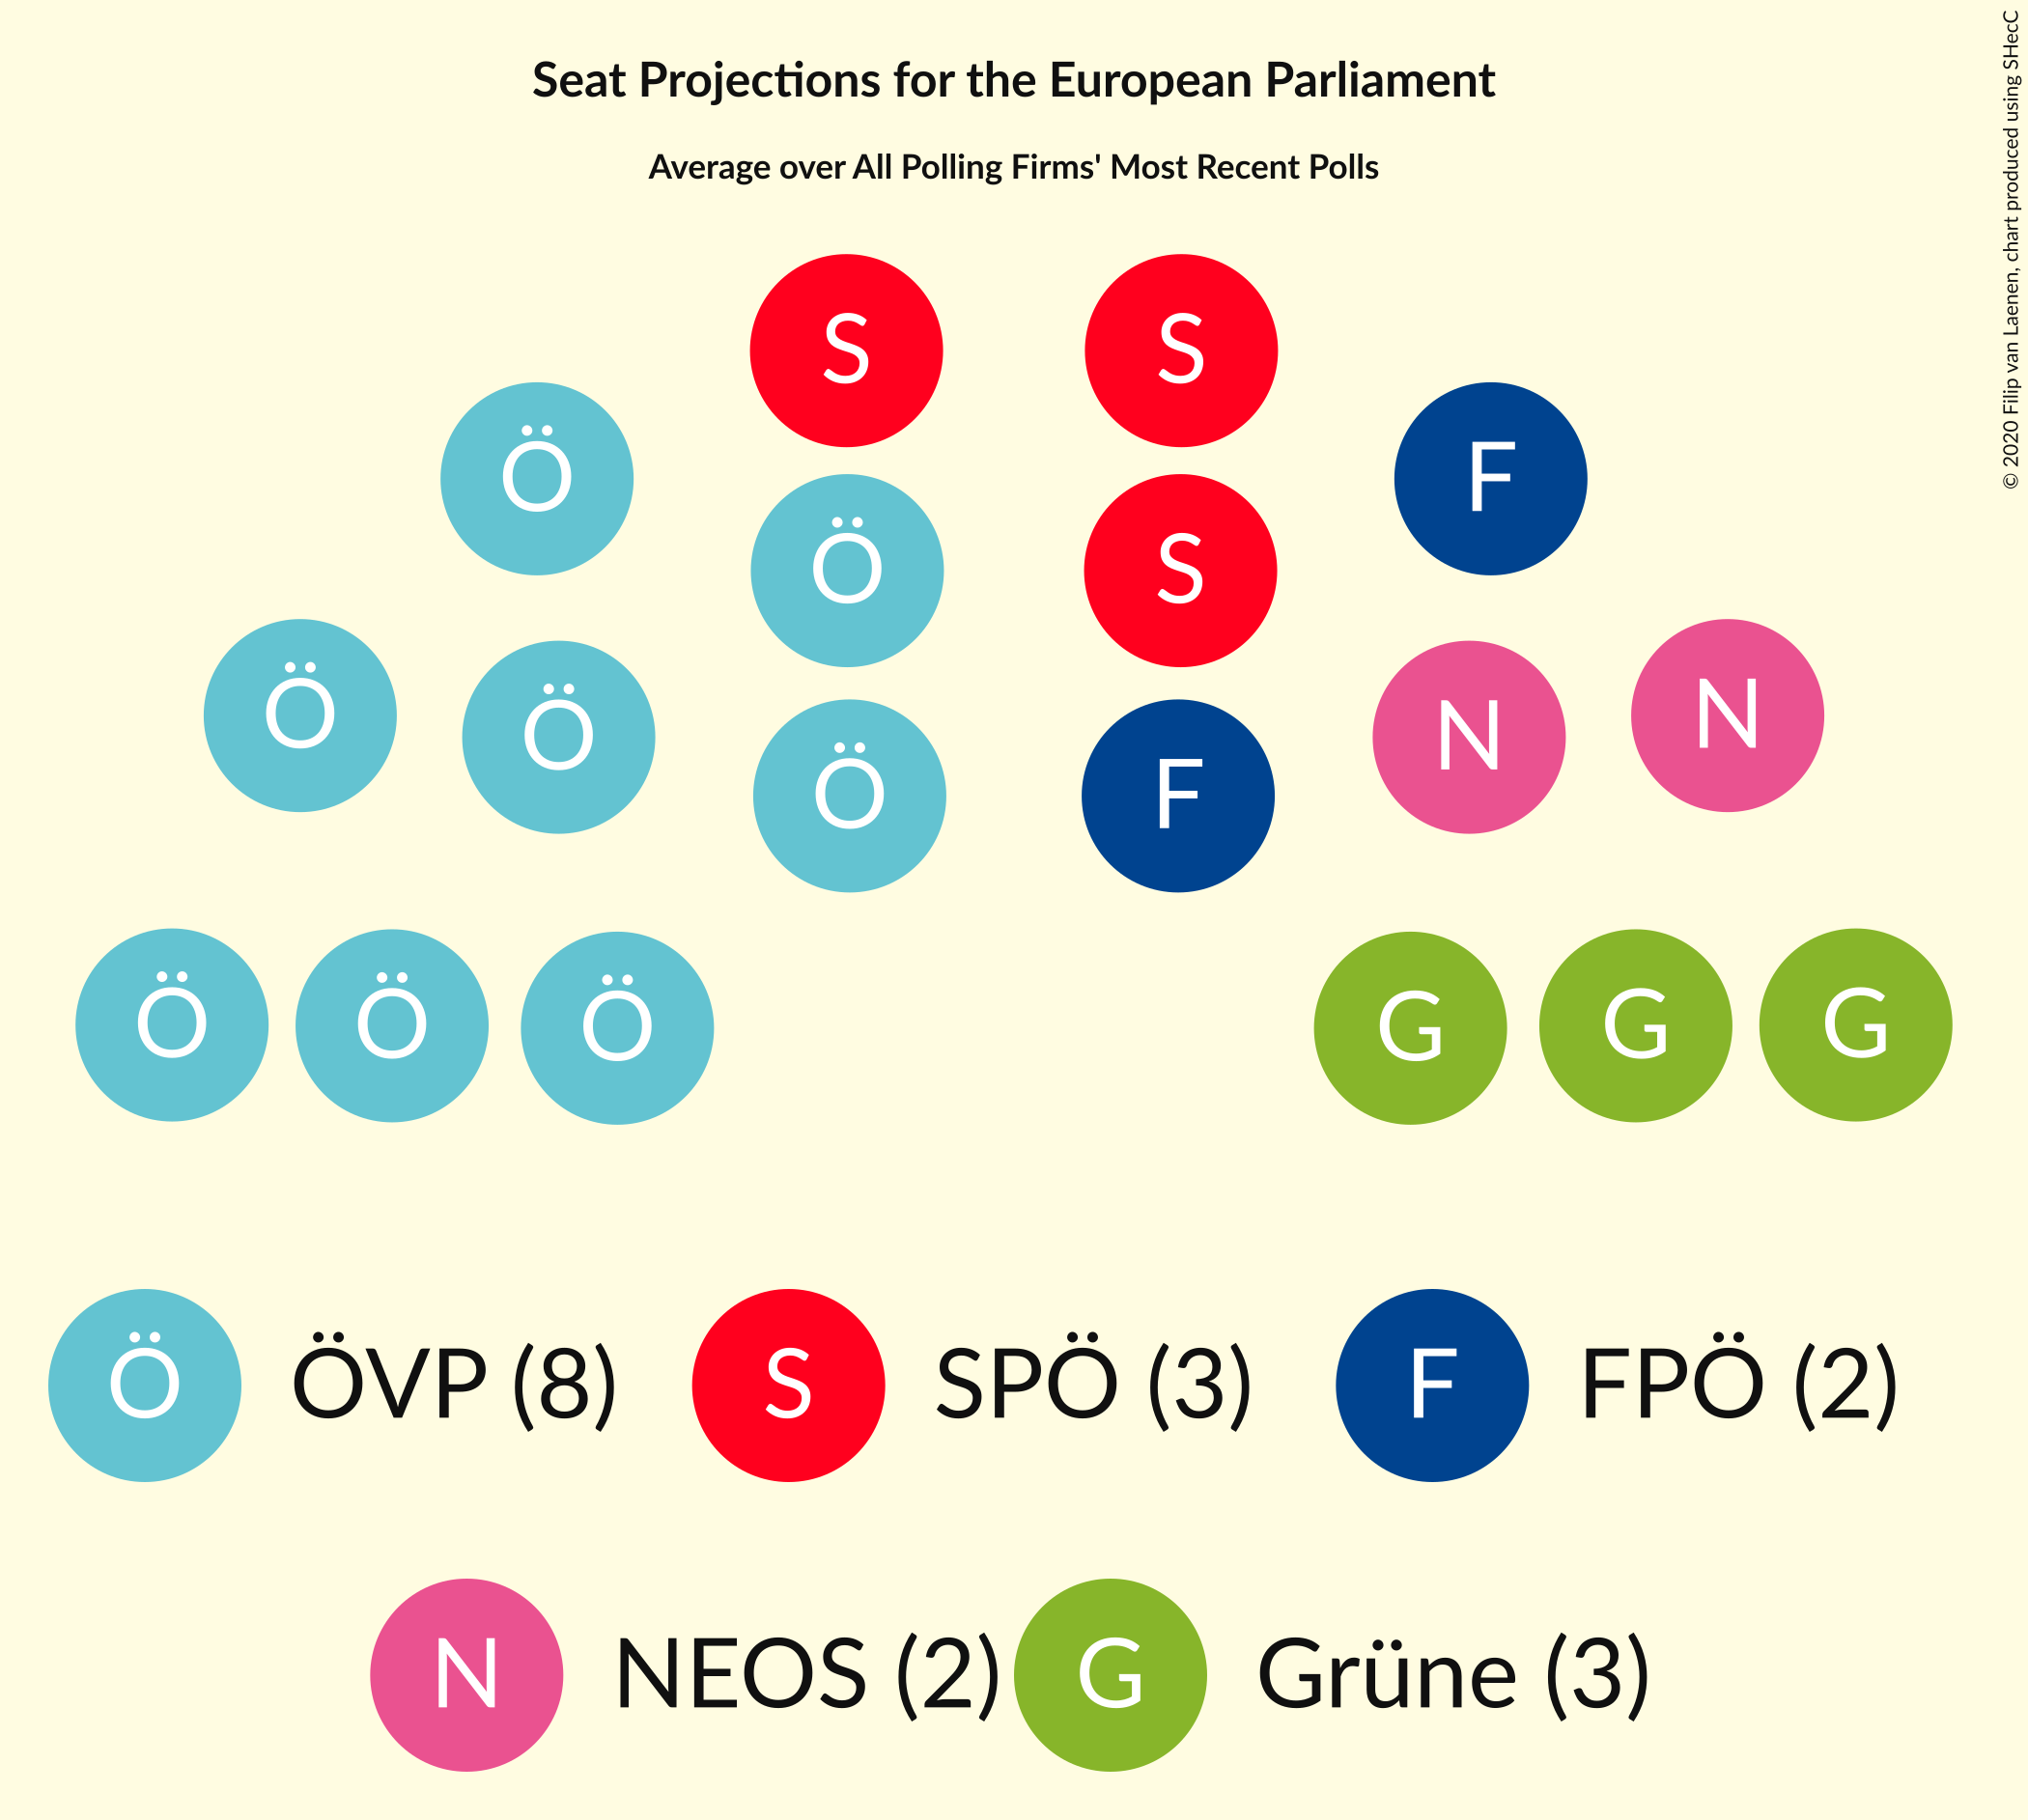 Seat Projections for the European Parliament
Average over All Polling Firms' Most Recent Polls
© 2020 Filip van Laenen, chart produced using SHecC
S S
Ö F
Ö S
Ö N
Ö N
Ö F
Ö Ö Ö G G G
Ö ÖVP (8) S SPÖ (3) F FPÖ (2)
N NEOS (2) G Grüne (3)